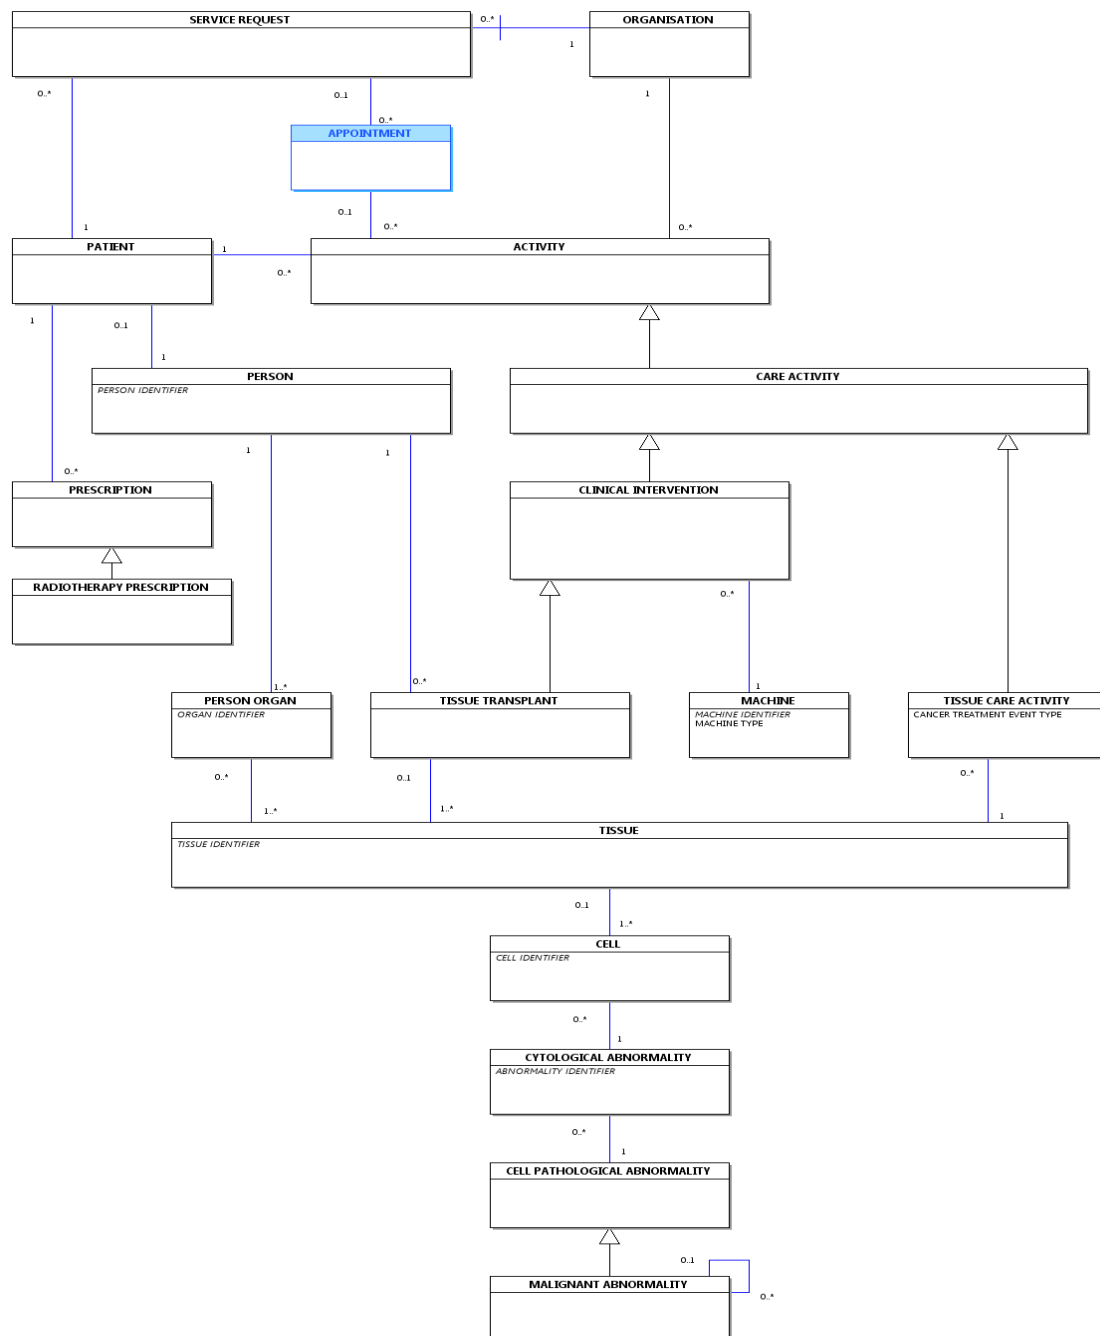 SERVICE REQUEST
0..*
ORGANISATION
1
0..*
0..1
1
0..*
APPOINTMENT
0..1
0..*
0..*
1
PATIENT
1
ACTIVITY
0..*
1
0..1
1
PERSON
PERSON IDENTIFIER
CARE ACTIVITY
1
1
0..*
PRESCRIPTION
CLINICAL INTERVENTION
RADIOTHERAPY PRESCRIPTION
0..*
1..*
0..*
1
PERSON ORGAN
ORGAN IDENTIFIER
TISSUE TRANSPLANT
MACHINE
MACHINE IDENTIFIER
MACHINE TYPE
TISSUE CARE ACTIVITY
CANCER TREATMENT EVENT TYPE
0..*
0..1
0..*
1..*
1..*
1
TISSUE
TISSUE IDENTIFIER
0..1
1..*
CELL
CELL IDENTIFIER
0..*
1
CYTOLOGICAL ABNORMALITY
ABNORMALITY IDENTIFIER
0..*
1
CELL PATHOLOGICAL ABNORMALITY
0..1
MALIGNANT ABNORMALITY
0..*